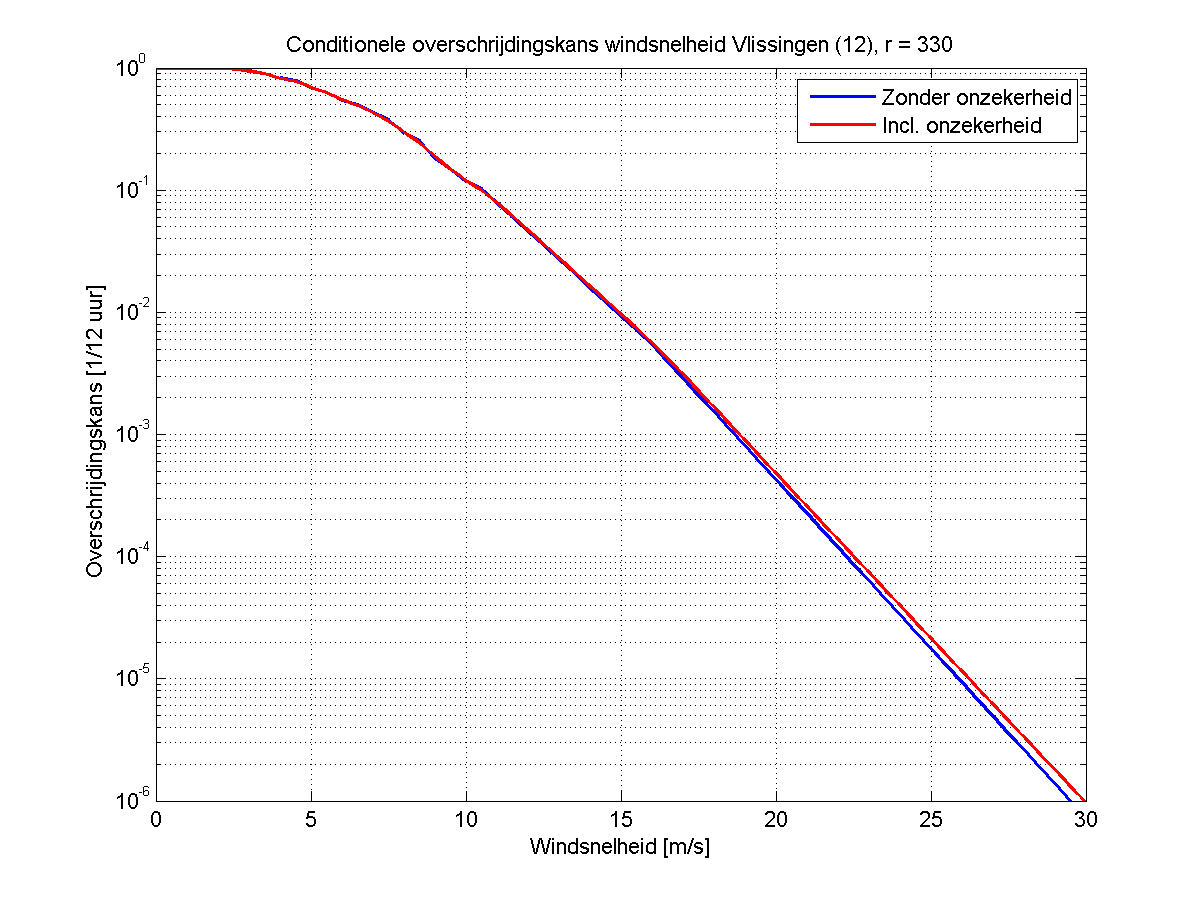 Conditionele overschrijdingskans windsnelheid Vlissingen (12), r = 330
Zonder onzekerheid
Incl. onzekerheid
Overschrijdingskans [1/12 uur]
10^0
10^-1
10^-2
10^-3
10^-4
10^-5
10^-6
0 5 10 15 20 25 30
Windsnelheid [m/s]